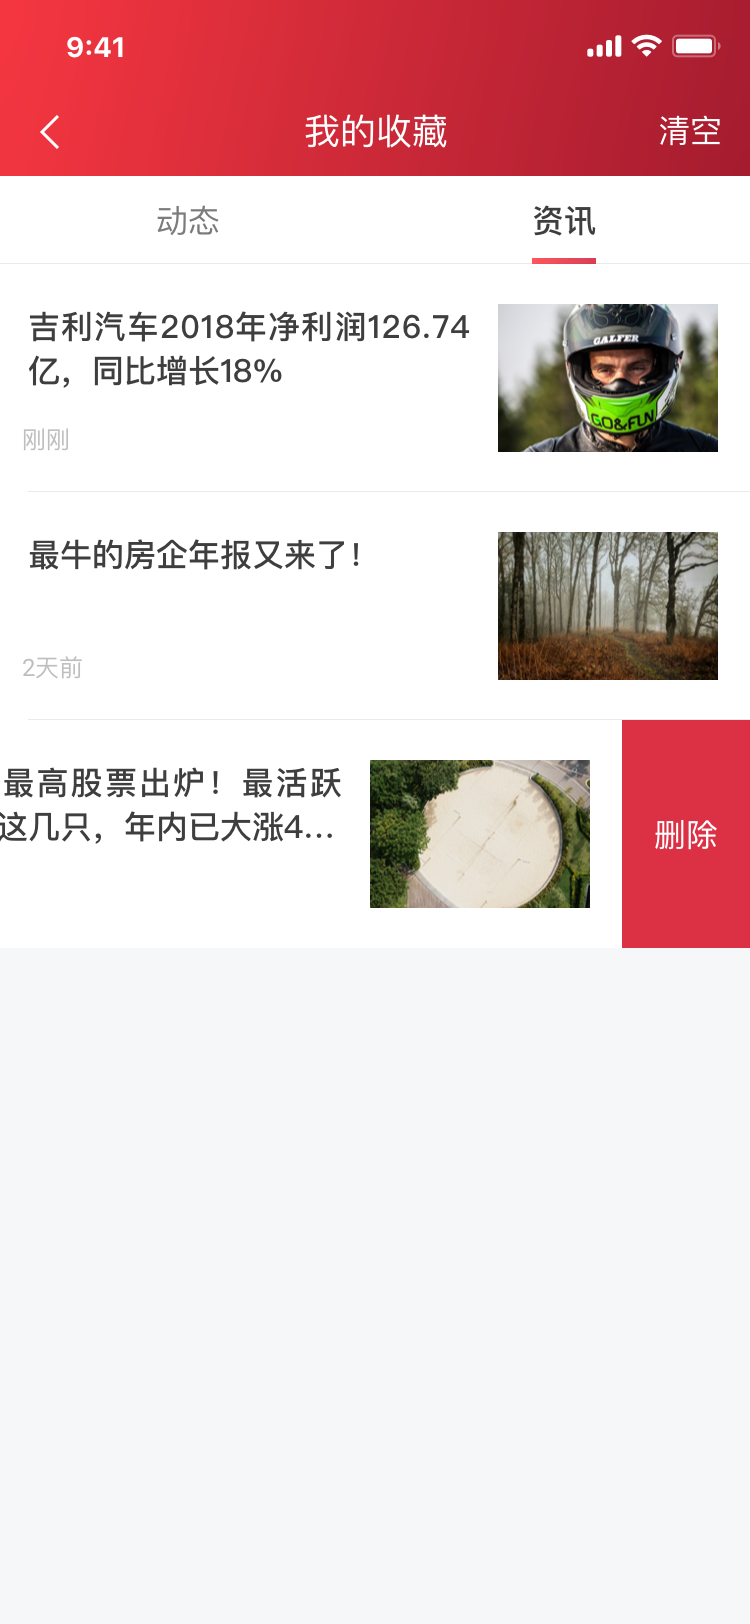 9:41
我的收藏
清空
动态
资讯
吉利汽车2018年净利润126.74
亿，同比增长18%
GALFER
GO&FUN
刚刚
最牛的房企年报又来了！
2天前
最高股票出炉！最活跃
这几只，年内已大涨4...
删除